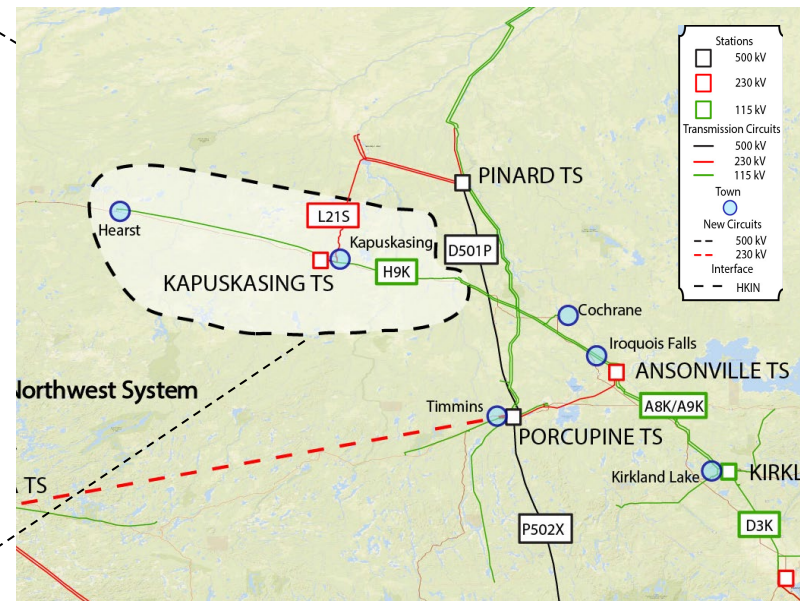 Stations
500 kV
230 kV
115 kV
Transmission Circuits
500 kV
230 kV
115 kV
Town
New Circuits
500 kV
230 kV
Interface
HKIN
PINARD TS
L21S
Hearst
Kapuskasing
D501P
KAPUSKASING TS
H9K
Cochrane
Iroquois Falls
ANSONVILLE TS
Northwest System
Timmins
A8K/A9K
PORCUPINE TS
Kirkland Lake
KIRKL
TS
D3K
P502X